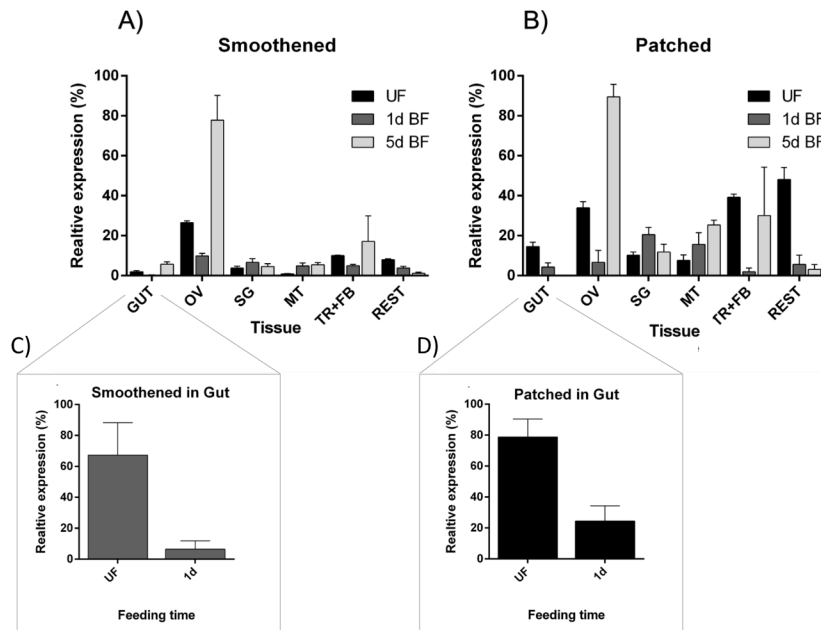 A)
Smoothened
Realtive expression (%)
100
80
60
40
20
0
UF
1d BF
5d BF
GUT
OV
SG
MT
TR+FB
REST
Tissue
B)
Patched
Realtive expression (%)
100
80
60
40
20
0
UF
1d BF
5d BF
GUT
OV
SG
MT
TR+FB
REST
Tissue
C)
Smoothened in Gut
Realtive expression (%)
100
80
60
40
20
0
UF
1d
Feeding time
D)
Patched in Gut
Realtive expression (%)
100
80
60
40
20
0
UF
1d
Feeding time